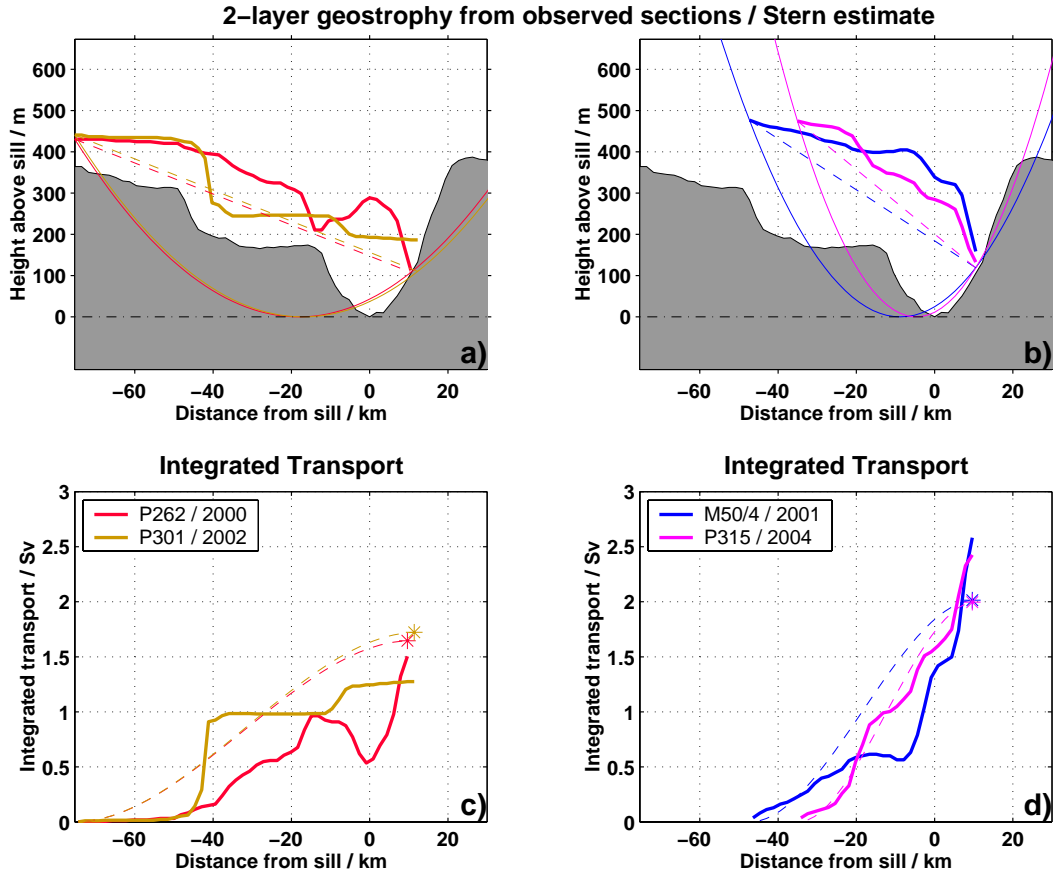 2−layer geostrophy from observed sections / Stern estimate
600
500
400
300
200
100
0
Height above sill / m
−60
−40
−20
0
20
Distance from sill / km
a)
600
500
400
300
200
100
0
Height above sill / m
−60
−40
−20
0
20
Distance from sill / km
b)
Integrated Transport
3
2.5
2
1.5
1
0.5
0
Integrated transport / Sv
P262 / 2000
P301 / 2002
−60
−40
−20
0
20
Distance from sill / km
c)
Integrated Transport
3
2.5
2
1.5
1
0.5
0
Integrated transport / Sv
M50/4 / 2001
P315 / 2004
−60
−40
−20
0
20
Distance from sill / km
d)